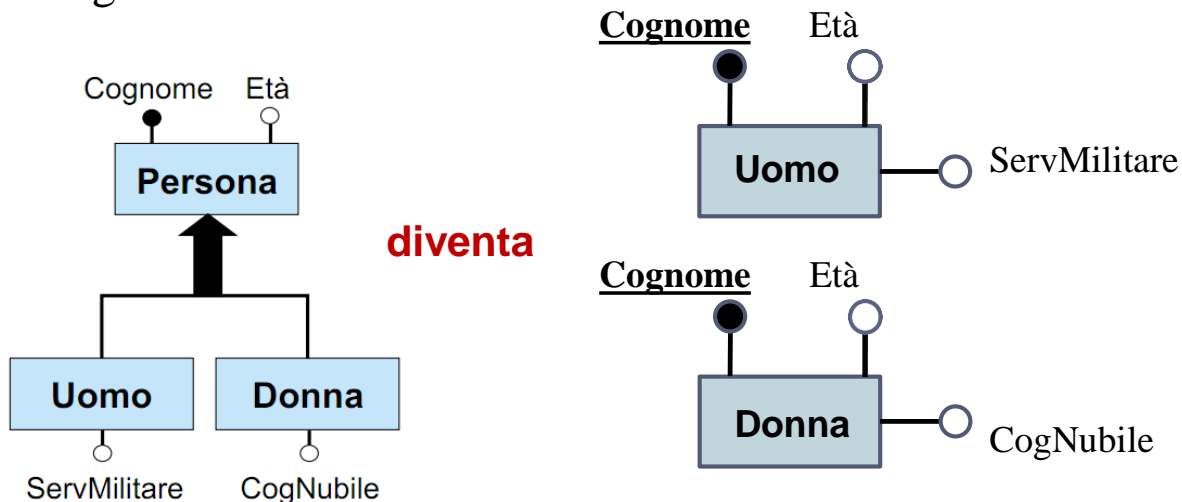 Cognome Età
Persona
Uomo Donna
ServMilitare CogNubile
diventa
Cognome Età
Uomo
ServMilitare
Cognome Età
Donna
CogNubile